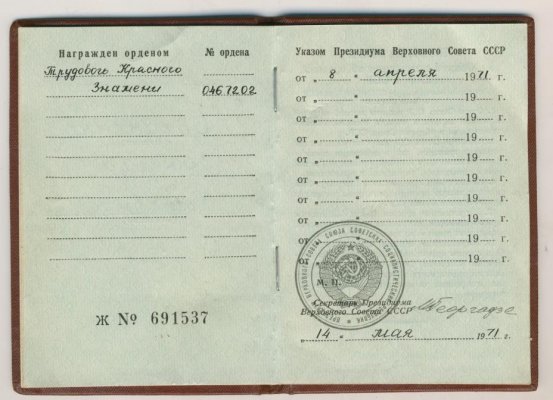 Награжден орденом
№ ордена
Трудового Красного
Знамени
0467202
Ж № 691537
Указом Президиума Верховного Совета СССР
от „ 8 “ апреля 1971 г.
от „ “ 19 г.
от „ “ 19 г.
от „ “ 19 г.
от „ “ 19 г.
от „ “ 19 г.
от „ “ 19 г.
от „ “ 19 г.
от „ “ 19 г.
от „ “ 19 г.
М. П.
Секретарь Президиума
Верховного Совета СССР
МГеоргадзе
„ 14 “ мая 1971 г.